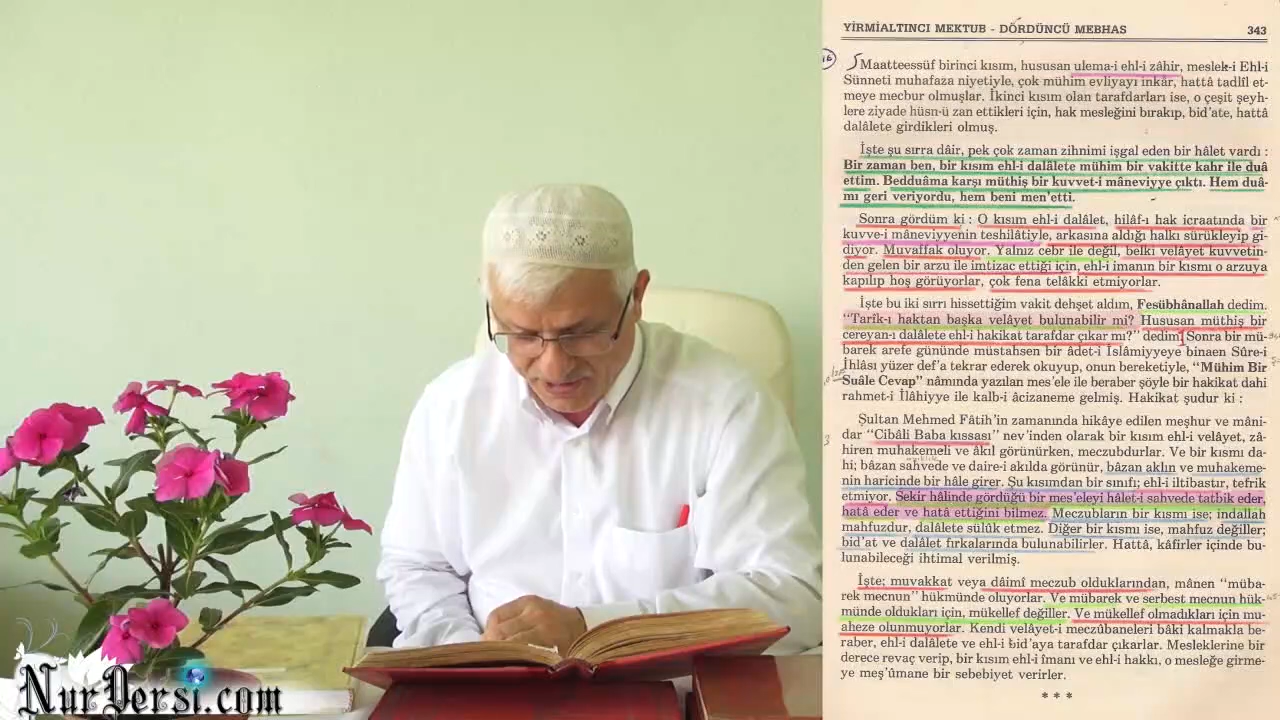 YİRMİALTINCI MEKTUB - DÖRDÜNCÜ MEBHAS 343
Maatteessüf birinci kısım, hususan ulema-i ehl-i zâhir, meslek-i Ehl-i
Sünneti muhafaza niyetiyle, çok mühim evliyayı inkâr, hattâ tadlîl et-
meye mecbur olmuşlar. İkinci kısım olan tarafdarları ise, o çeşit şeyh-
lere ziyade hüsn-ü zan ettikleri için, hak mesleğini bırakıp, bid'ate, hattâ
dalâlete girdikleri olmuş.
İşte şu sırra dâir, pek çok zaman zihnimi işgal eden bir hâlet vardı :
Bir zaman ben, bir kısım ehl-i dalâlete mühim bir vakitte kahr ile duâ
ettim. Bedduâma karşı müthiş bir kuvvet-i mâneviyye çıktı. Hem duâ-
mı geri veriyordu, hem beni men'etti.
Sonra gördüm ki : O kısım ehl-i dalâlet, hilâf-ı hak icraatında bir
kuvve-i mâneviyyenin teshilâtiyle, arkasına aldığı halkı sürükleyip gi-
diyor. Muvaffak oluyor. Yalnız cebr ile değil, belki velâyet kuvvetin-
den gelen bir arzu ile imtizac ettiği için, ehl-i imanın bir kısmı o arzuya
kapılıp hoş görüyorlar, çok fena telâkki etmiyorlar.
İşte bu iki sırrı hissettiğim vakit dehşet aldım, Fesübhânallah dedim.
"Tarîk-ı haktan başka velâyet bulunabilir mi? Hususan müthiş bir
cereyan-ı dalâlete ehl-i hakikat tarafdar çıkar mı?" dedim. Sonra bir mü-
barek arefe gününde müstahsen bir âdet-i İslâmiyyeye binaen Sûre-i
İhlâsı yüzer def'a tekrar ederek okuyup, onun bereketiyle, "Mühim Bir
Suâle Cevap" nâmında yazılan mes'ele ile beraber şöyle bir hakikat dahi
rahmet-i İlâhiyye ile kalb-i âcizaneme gelmiş. Hakikat şudur ki :
Şultan Mehmed Fâtih'in zamanında hikâye edilen meşhur ve mâni-
dar "Cibâli Baba kıssası" nev'inden olarak bir kısım ehl-i velâyet, zâ-
hiren muhakemeli ve âkıl görünürken, meczubdurlar. Ve bir kısmı da-
hi; bâzan sahvede ve daire-i akılda görünür, bâzan aklın ve muhakeme-
nin haricinde bir hâle girer. Şu kısımdan bir sınıfı; ehl-i iltibastır, tefrik
etmiyor. Sekir hâlinde gördüğü bir mes'eleyi hâlet-i sahvede tatbik eder,
hatâ eder ve hatâ ettiğini bilmez. Meczubların bir kısmı ise; indallah
mahfuzdur, dalâlete sülûk etmez. Diğer bir kısmı ise, mahfuz değiller;
bid'at ve dalâlet fırkalarında bulunabilirler. Hattâ, kâfirler içinde bu-
lunabileceği ihtimal verilmiş.
İşte; muvakkat veya dâimî meczub olduklarından, mânen "müba-
rek mecnun" hükmünde oluyorlar. Ve mübarek ve serbest mecnun hük-
münde oldukları için, mükellef değiller. Ve mükellef olmadıkları için mu-
aheze olunmuyorlar. Kendi velâyet-i meczûbaneleri bâki kalmakla be-
raber, ehl-i dalâlete ve ehl-i bid'aya tarafdar çıkarlar. Mesleklerine bir
derece revaç verip, bir kısım ehl-i îmanı ve ehl-i hakkı, o mesleğe girme-
ye meş'ûmane bir sebebiyet verirler.
* * *
NurDersi.com